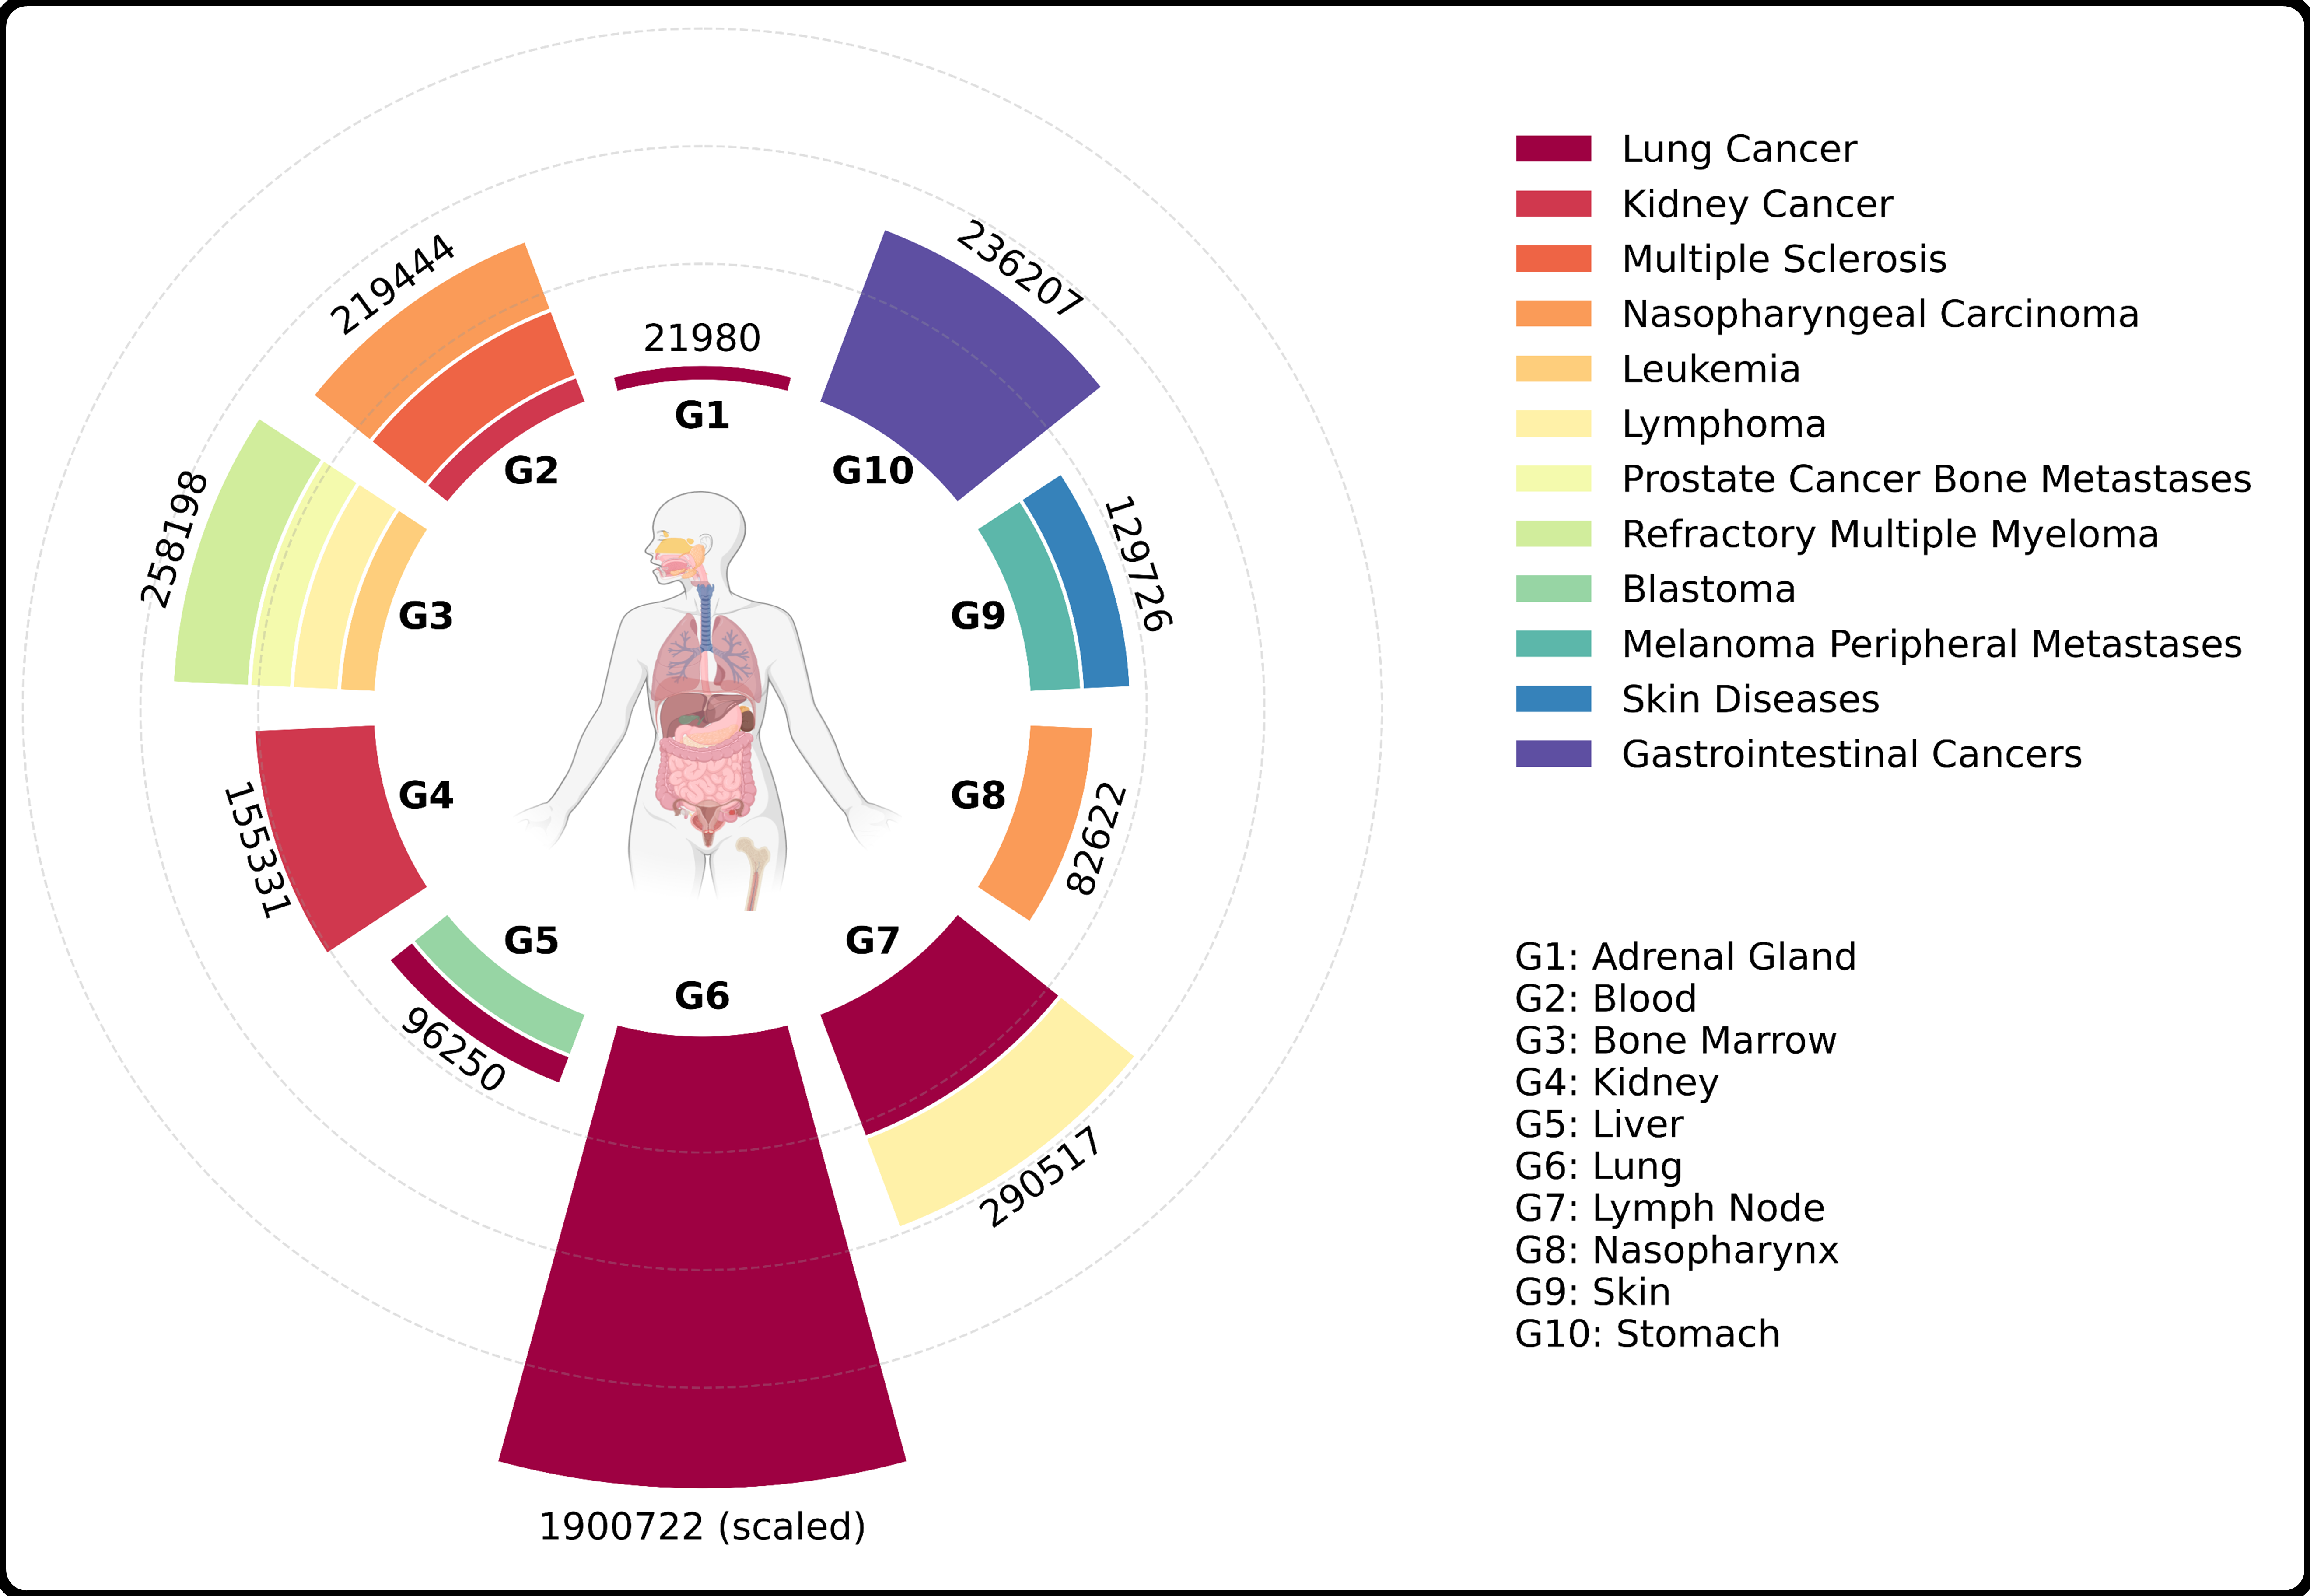 219444
21980
236207
G1
G2
G10
258198
129726
G3
G9
G4
G8
155331
82622
G5
G7
96250
G6
290517
1900722 (scaled)
Lung Cancer
Kidney Cancer
Multiple Sclerosis
Nasopharyngeal Carcinoma
Leukemia
Lymphoma
Prostate Cancer Bone Metastases
Refractory Multiple Myeloma
Blastoma
Melanoma Peripheral Metastases
Skin Diseases
Gastrointestinal Cancers
G1: Adrenal Gland
G2: Blood
G3: Bone Marrow
G4: Kidney
G5: Liver
G6: Lung
G7: Lymph Node
G8: Nasopharynx
G9: Skin
G10: Stomach